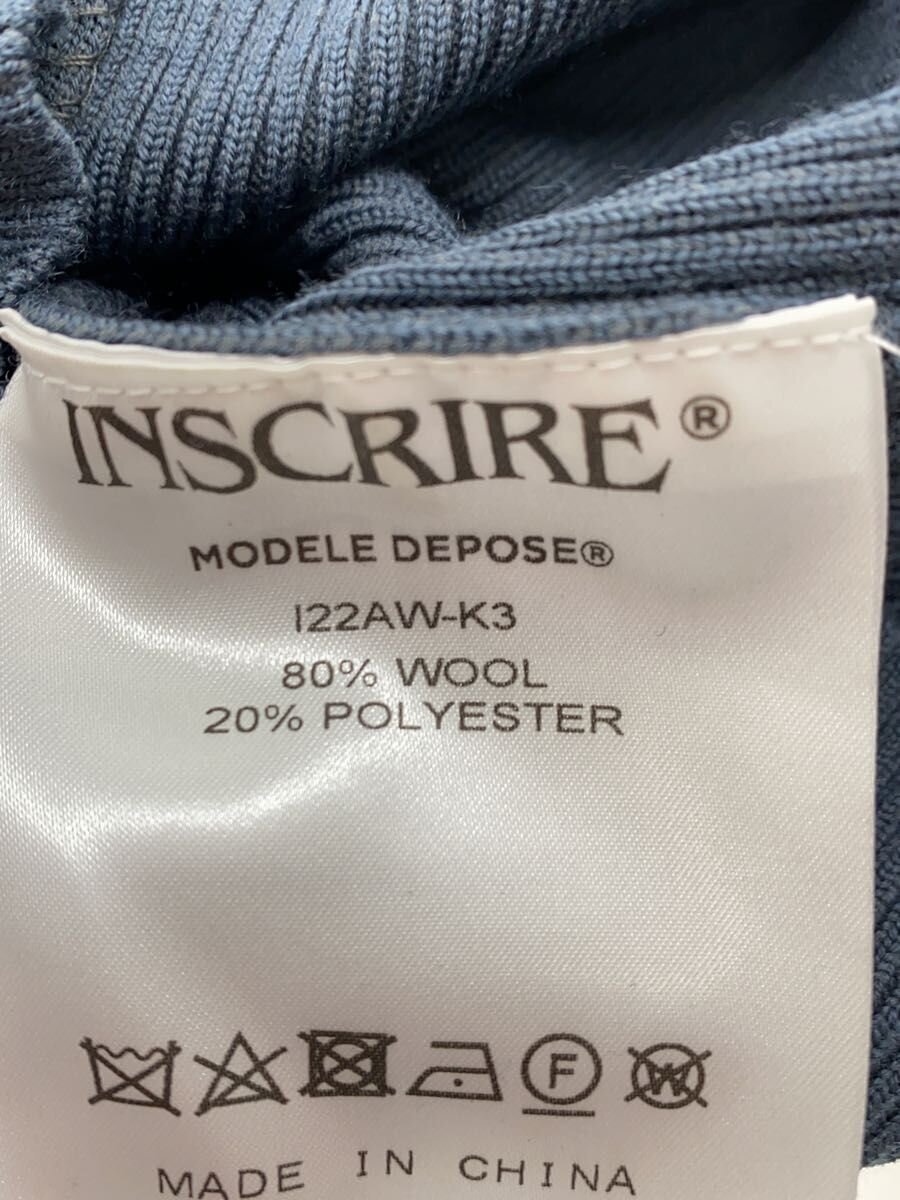 INSCRIRE®
MODELE DEPOSE®
I22AW-K3
80% WOOL
20% POLYESTER
F W
MADE IN CHINA